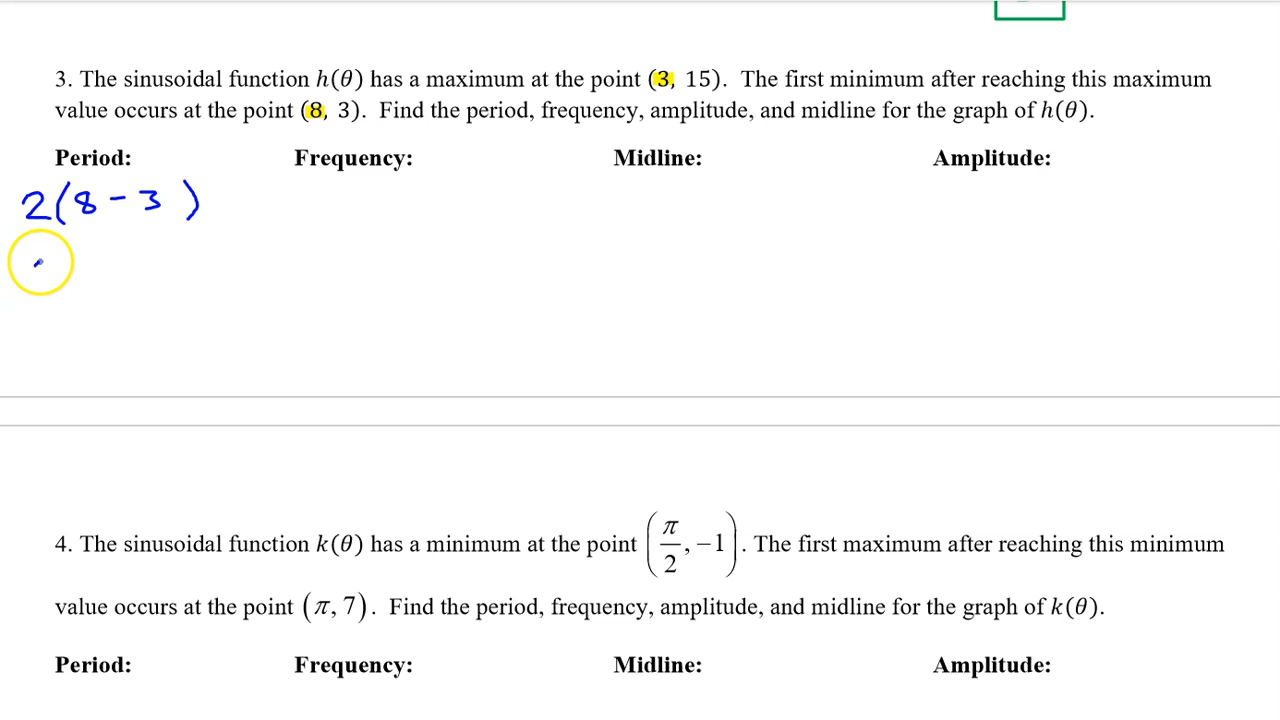 3. The sinusoidal function h(θ) has a maximum at the point (3, 15). The first minimum after reaching this maximum
value occurs at the point (8, 3). Find the period, frequency, amplitude, and midline for the graph of h(θ).
Period: Frequency: Midline: Amplitude:
2(8-3)
4. The sinusoidal function k(θ) has a minimum at the point (π/2, −1). The first maximum after reaching this minimum
value occurs at the point (π, 7). Find the period, frequency, amplitude, and midline for the graph of k(θ).
Period: Frequency: Midline: Amplitude: